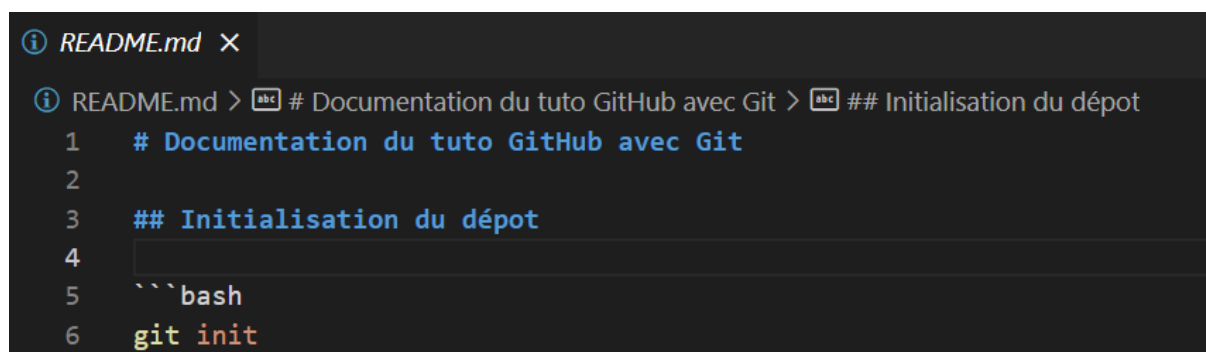 README.md
README.md > # Documentation du tuto GitHub avec Git > ## Initialisation du dépot
1 # Documentation du tuto GitHub avec Git
2
3 ## Initialisation du dépot
4
5 ```bash
6 git init